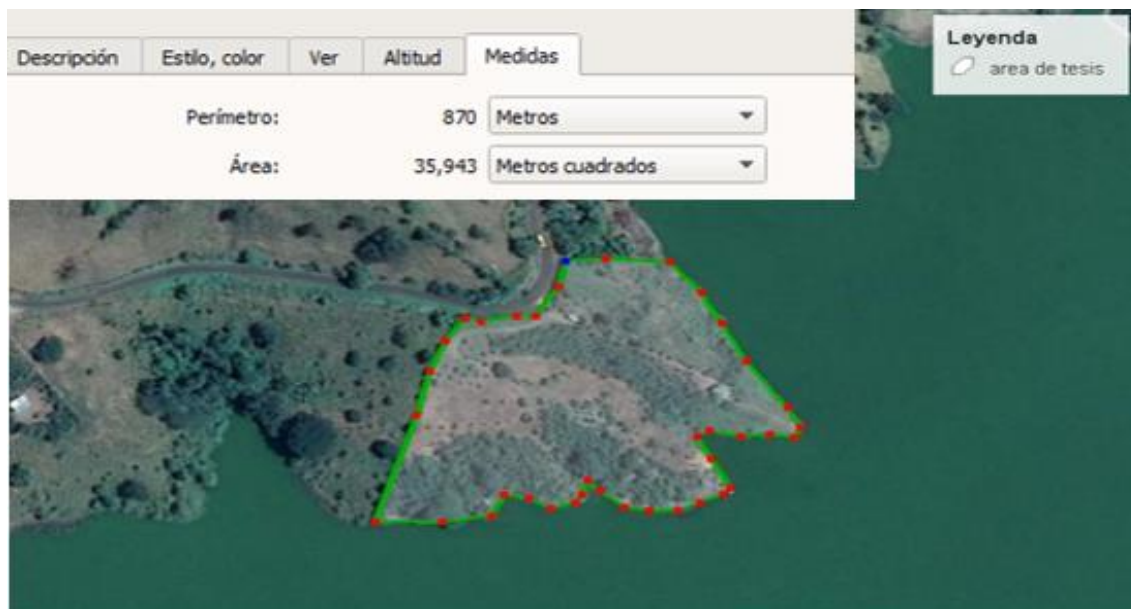 Descripción Estilo, color Ver Altitud Medidas
Perímetro: 870 Metros
Área: 35,943 Metros cuadrados
Leyenda
area de tesis